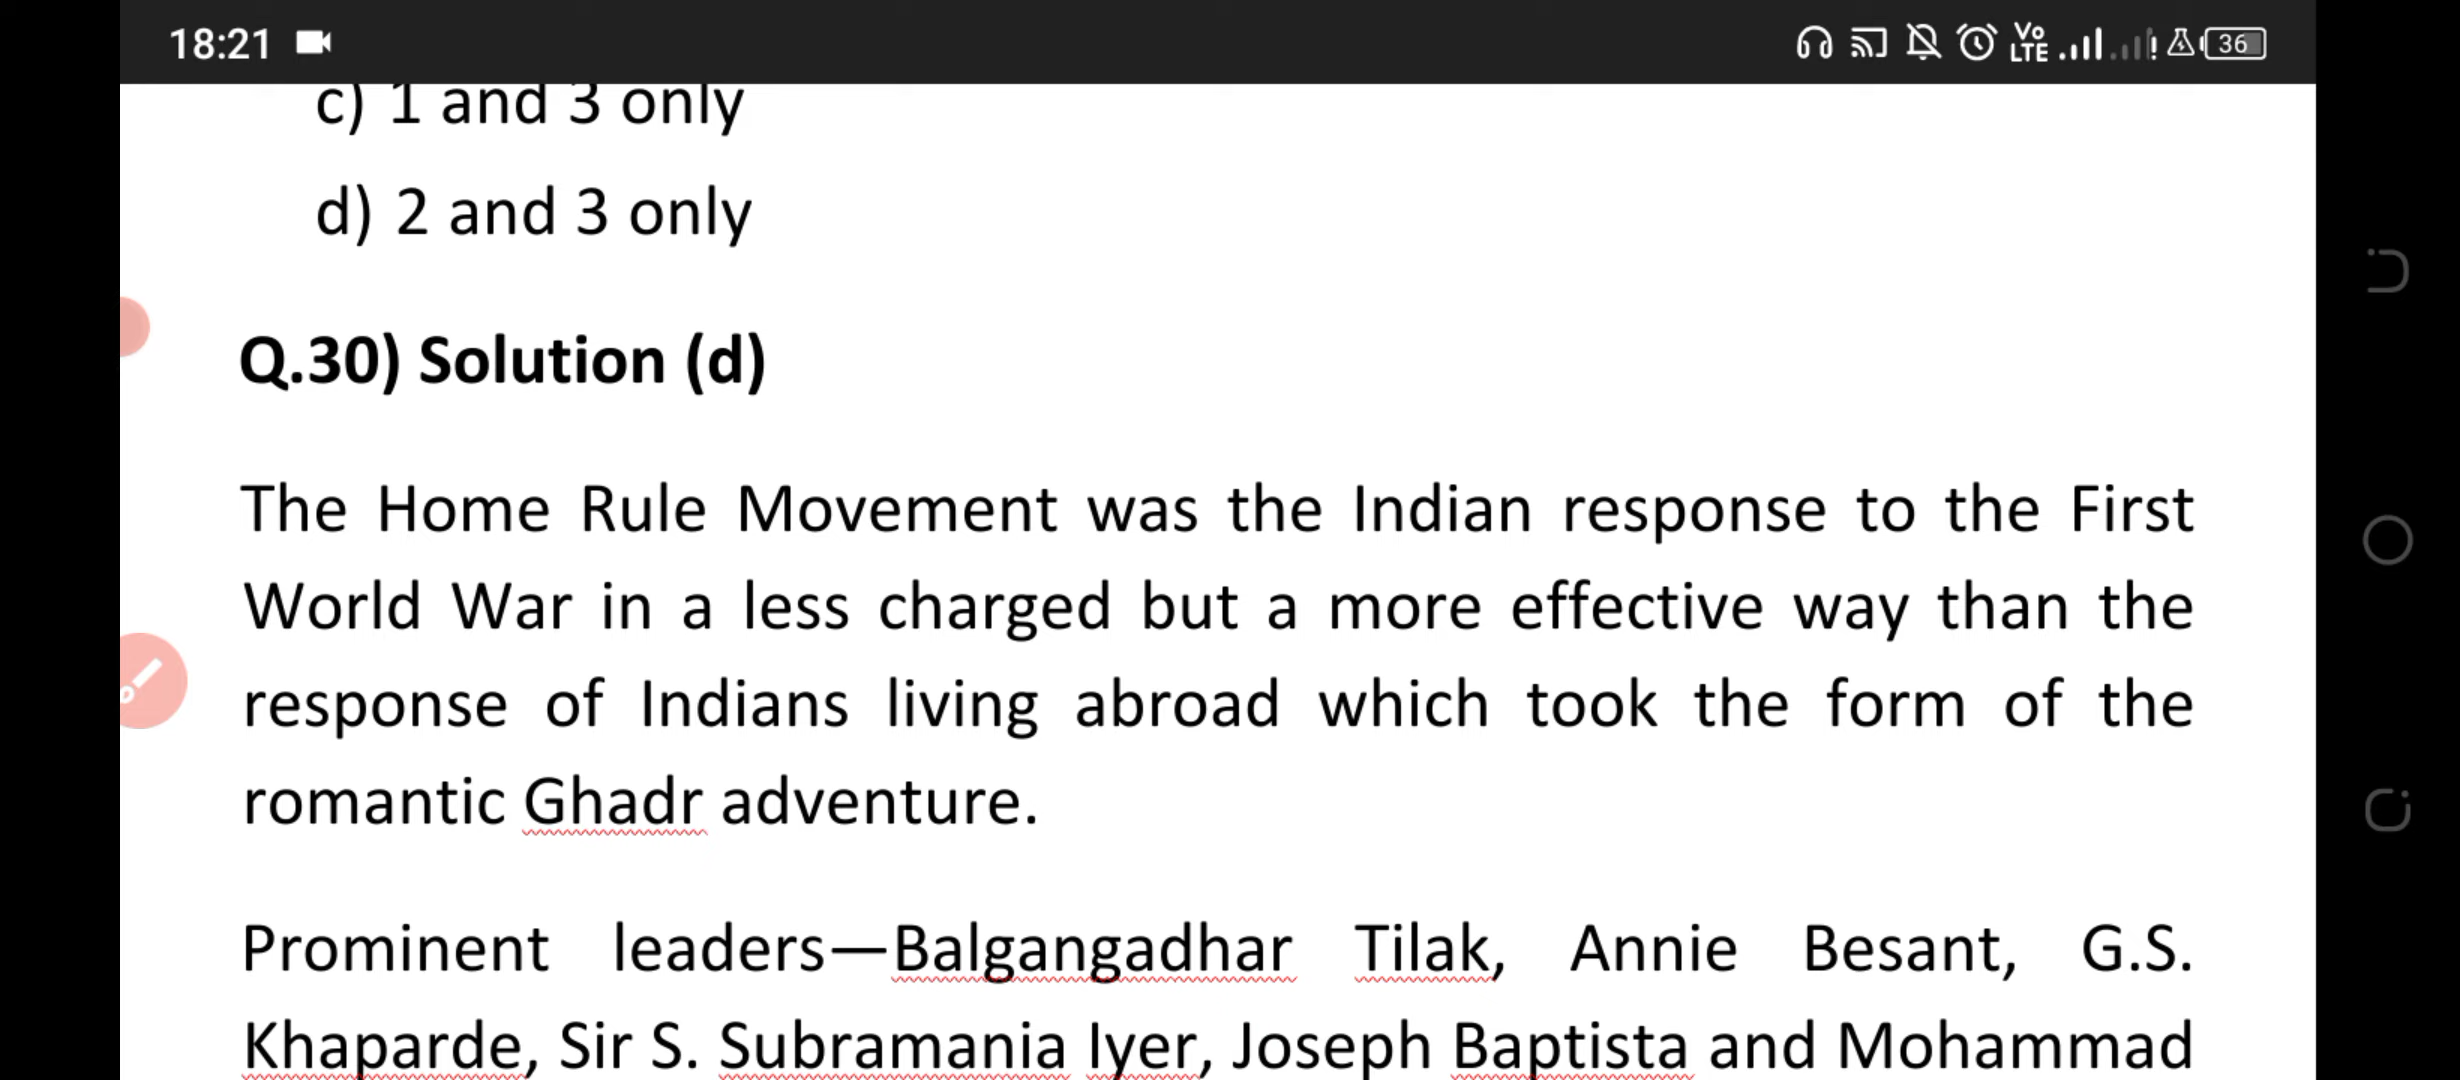 18:21 Vo LTE 36
c) 1 and 3 only
d) 2 and 3 only
Q.30) Solution (d)
The Home Rule Movement was the Indian response to the First
World War in a less charged but a more effective way than the
response of Indians living abroad which took the form of the
romantic Ghadr adventure.
Prominent leaders—Balgangadhar Tilak, Annie Besant, G.S.
Khaparde, Sir S. Subramania Iyer, Joseph Baptista and Mohammad